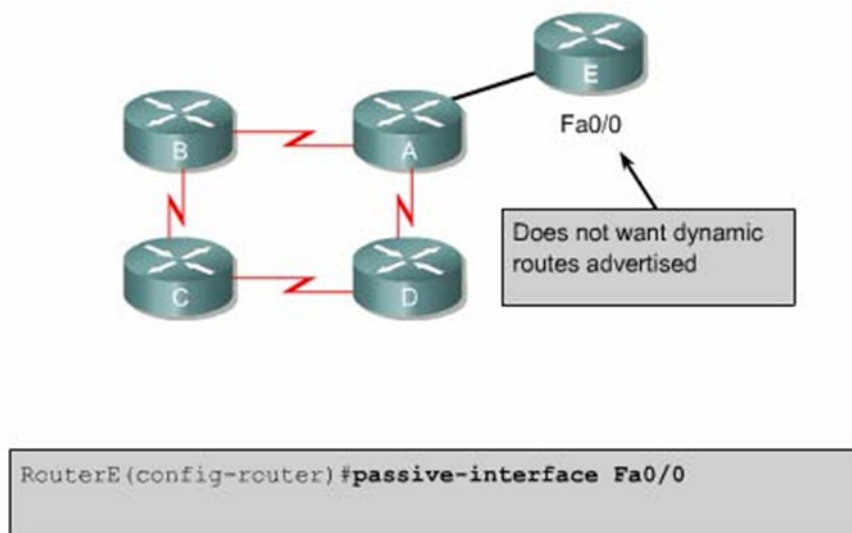 E
B
A
Fa0/0
Does not want dynamic
routes advertised
C
D
RouterE(config-router)#passive-interface Fa0/0